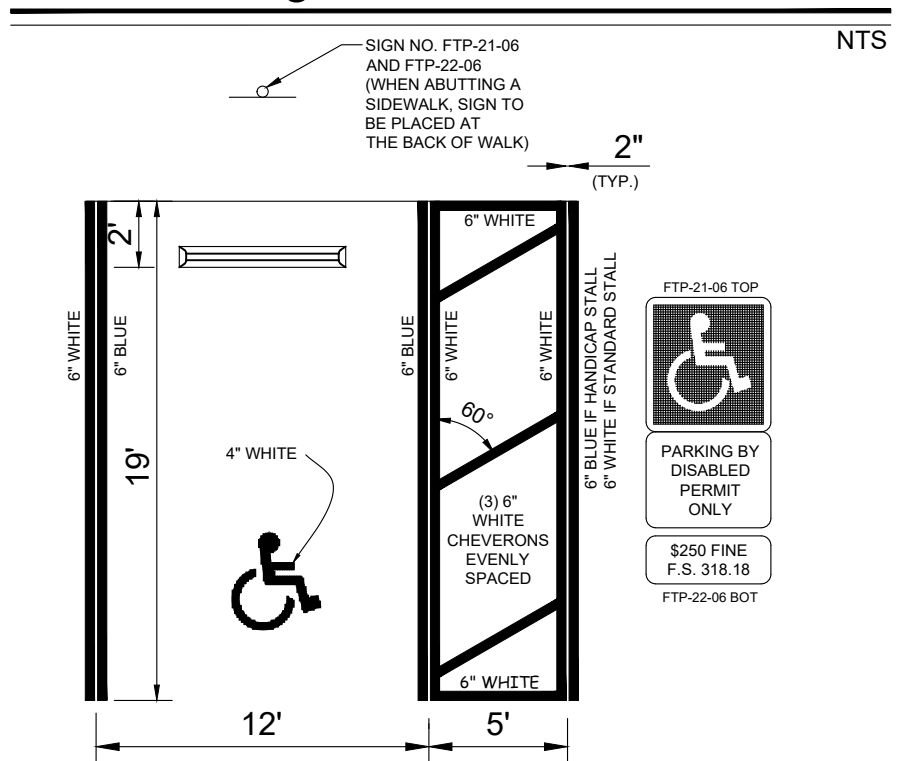 NTS
SIGN NO. FTP-21-06
AND FTP-22-06
(WHEN ABUTTING A
SIDEWALK, SIGN TO
BE PLACED AT
THE BACK OF WALK)
2"
(TYP.)
2'
19'
6" WHITE
6" BLUE
4" WHITE
6" BLUE
6" WHITE
6" WHITE
6" WHITE
60°
(3) 6"
WHITE
CHEVERONS
EVENLY
SPACED
6" WHITE
6" BLUE IF HANDICAP STALL
6" WHITE IF STANDARD STALL
FTP-21-06 TOP
PARKING BY
DISABLED
PERMIT
ONLY
$250 FINE
F.S. 318.18
FTP-22-06 BOT
12'
5'